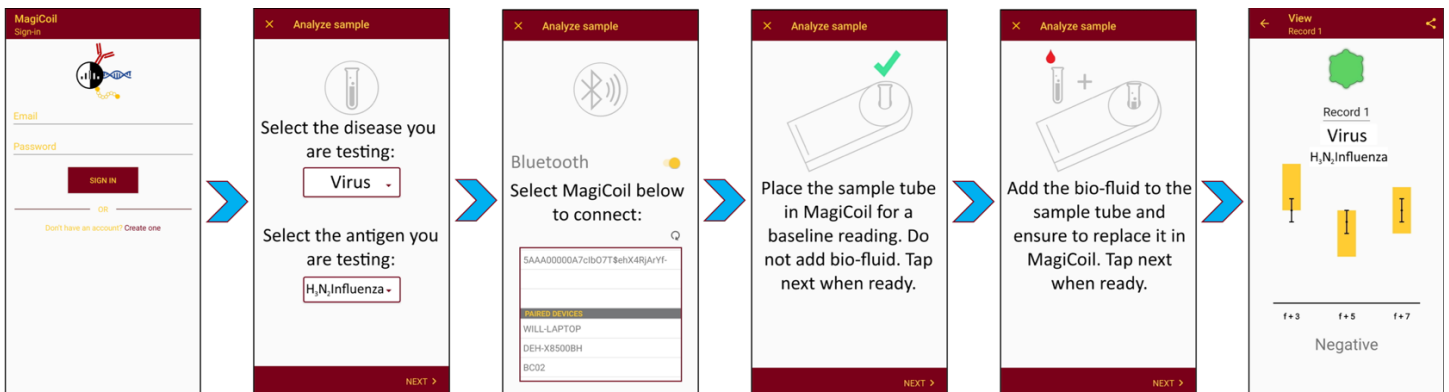 MagiCoil
Sign-in
Email
Password
SIGN IN
OR
Don't have an account? Create one
Analyze sample
Select the disease you
are testing:
Virus
Select the antigen you
are testing:
H₃N₂Influenza
NEXT >
Analyze sample
Bluetooth
Select MagiCoil below
to connect:
5AAA00000A7cIbO7T$ehX4RjArYf-
PAIRED DEVICES
WILL-LAPTOP
DEH-X8500BH
BC02
Analyze sample
Place the sample tube
in MagiCoil for a
baseline reading. Do
not add bio-fluid. Tap
next when ready.
NEXT >
Analyze sample
Add the bio-fluid to the
sample tube and
ensure to replace it in
MagiCoil. Tap next
when ready.
NEXT >
View
Record 1
Record 1
Virus
H₃N₂Influenza
f+3 f+5 f+7
Negative